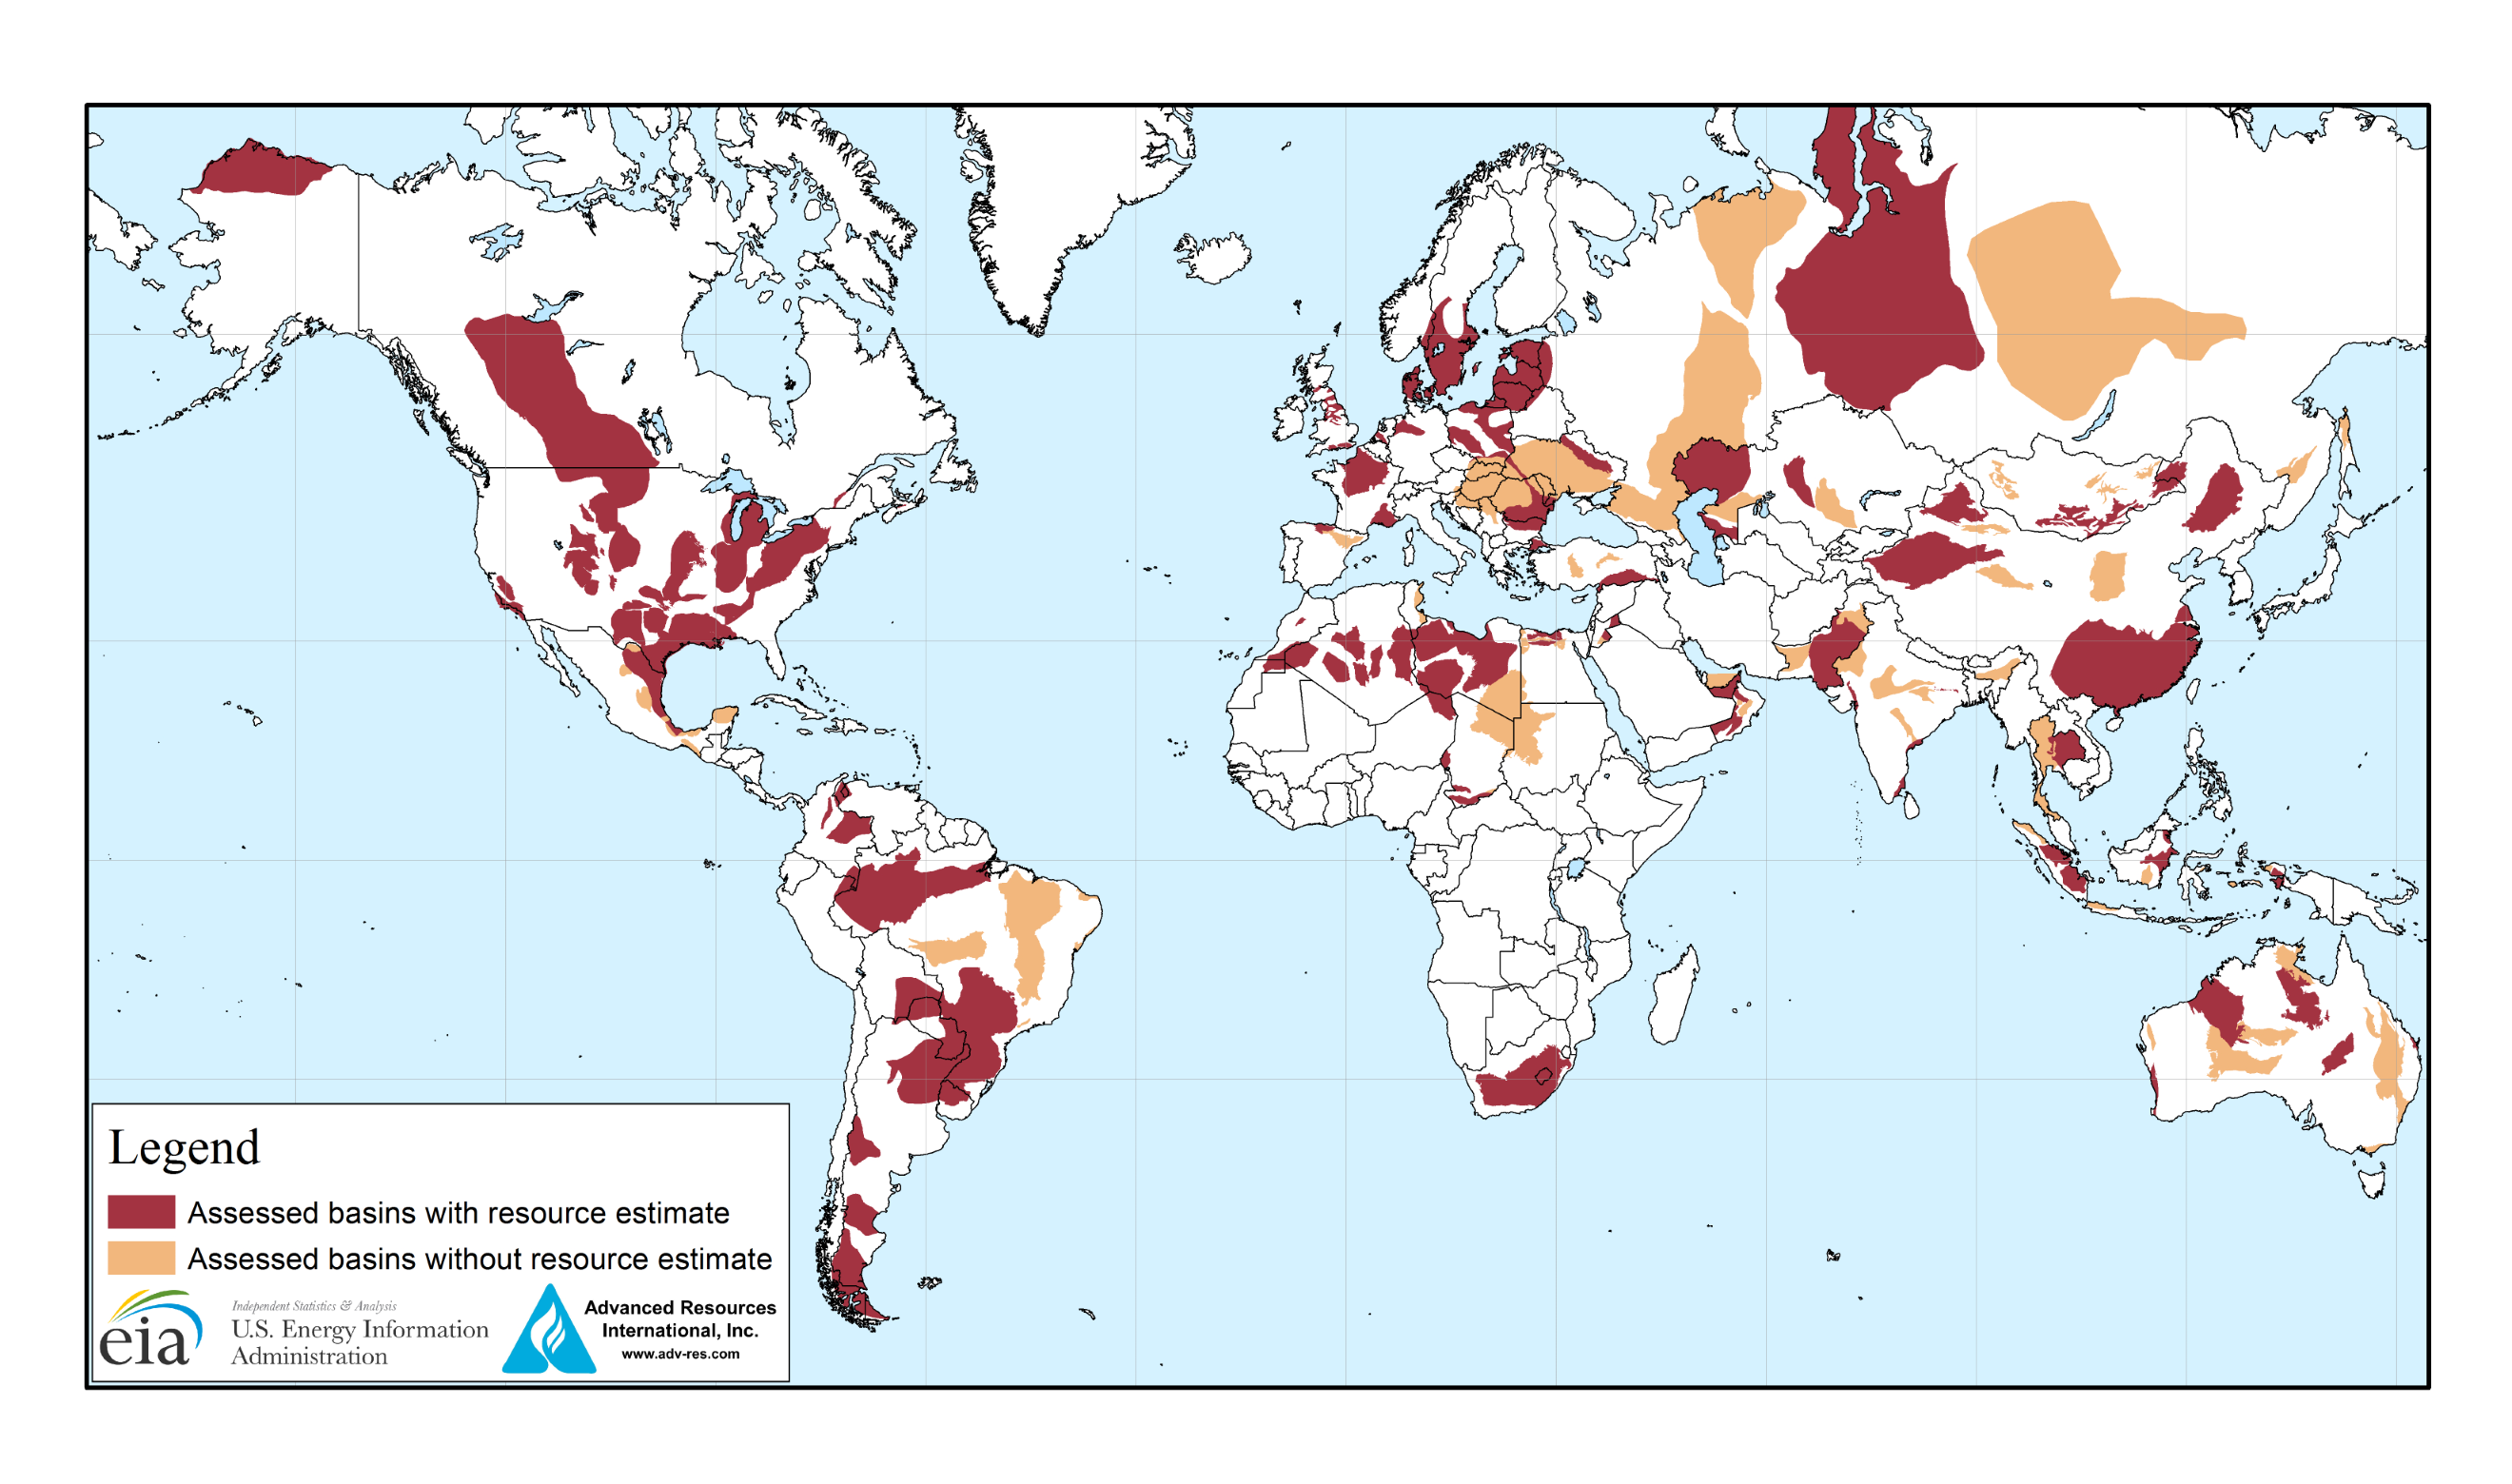 Legend
Assessed basins with resource estimate
Assessed basins without resource estimate
eia
Independent Statistics & Analysis
U.S. Energy Information
Administration
Advanced Resources
International, Inc.
www.adv-res.com